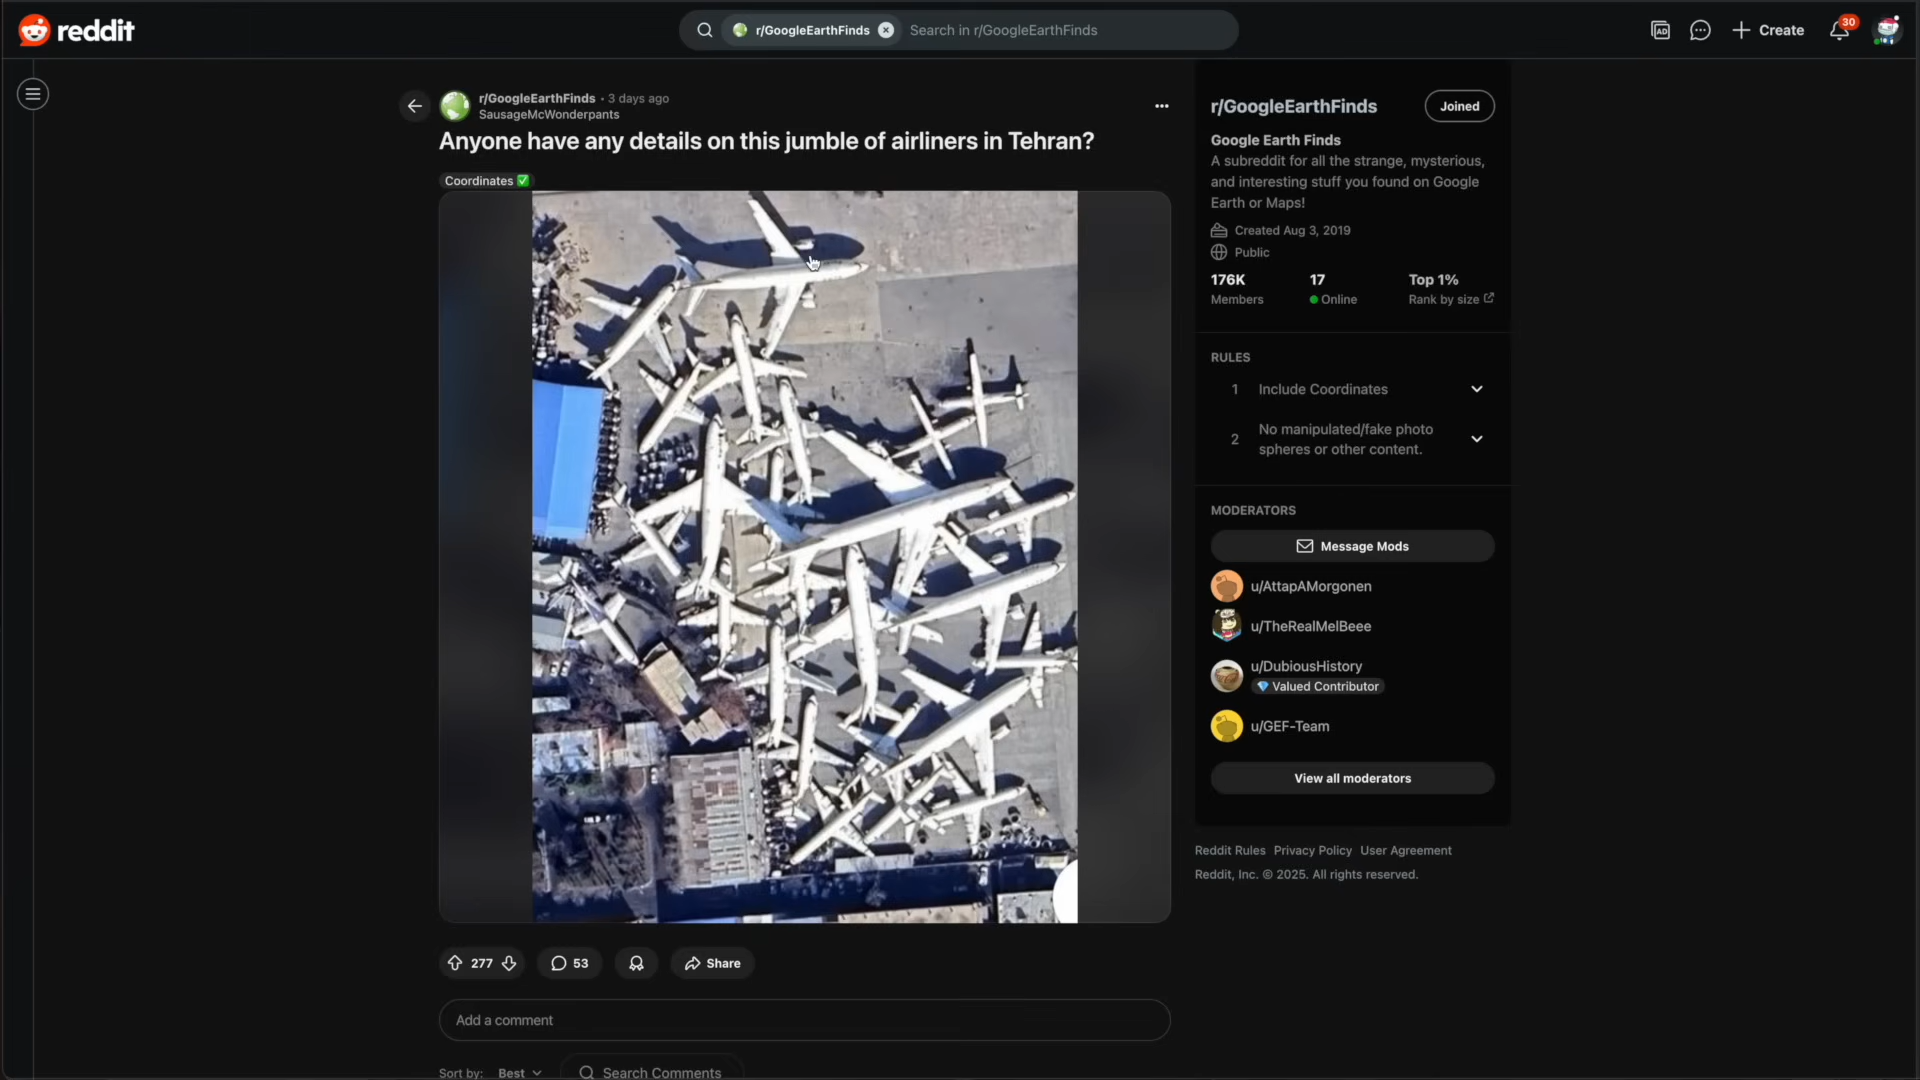 reddit
r/GoogleEarthFinds
Search in r/GoogleEarthFinds
AD
Create
30
r/GoogleEarthFinds • 3 days ago
SausageMcWonderpants
Anyone have any details on this jumble of airliners in Tehran?
Coordinates ✅
277
53
Share
Add a comment
Sort by: Best
Search Comments
r/GoogleEarthFinds
Joined
Google Earth Finds
A subreddit for all the strange, mysterious,
and interesting stuff you found on Google
Earth or Maps!
Created Aug 3, 2019
Public
176K 17 Top 1%
Members Online Rank by size
RULES
1 Include Coordinates
2 No manipulated/fake photo
spheres or other content.
MODERATORS
Message Mods
u/AttapAMorgonen
u/TheRealMelBeee
u/DubiousHistory
💎 Valued Contributor
u/GEF-Team
View all moderators
Reddit Rules Privacy Policy User Agreement
Reddit, Inc. © 2025. All rights reserved.